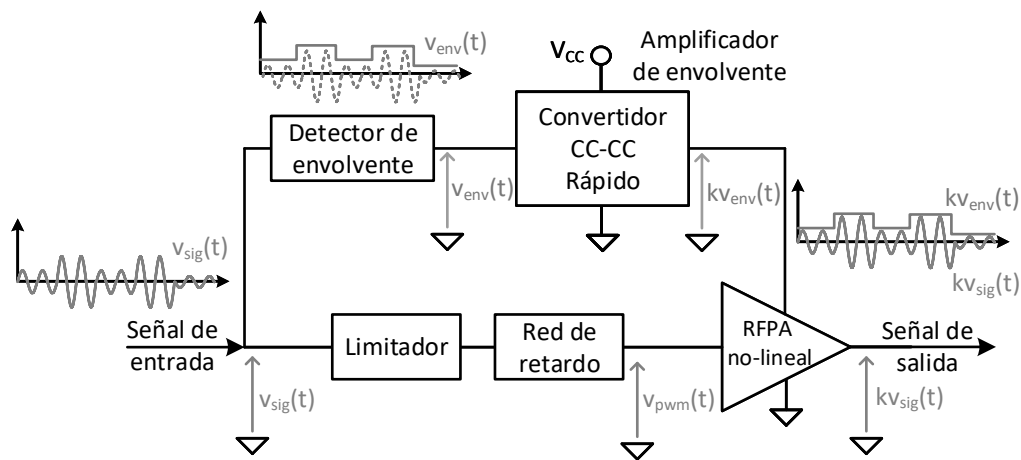 v_env(t)
V_CC
Amplificador
de envolvente
Detector de
envolvente
Convertidor
CC-CC
Rápido
v_env(t)
kv_env(t)
kv_env(t)
v_sig(t)
kv_sig(t)
Señal de
entrada
Limitador
Red de
retardo
RFPA
no-lineal
Señal de
salida
v_sig(t)
v_pwm(t)
kv_sig(t)